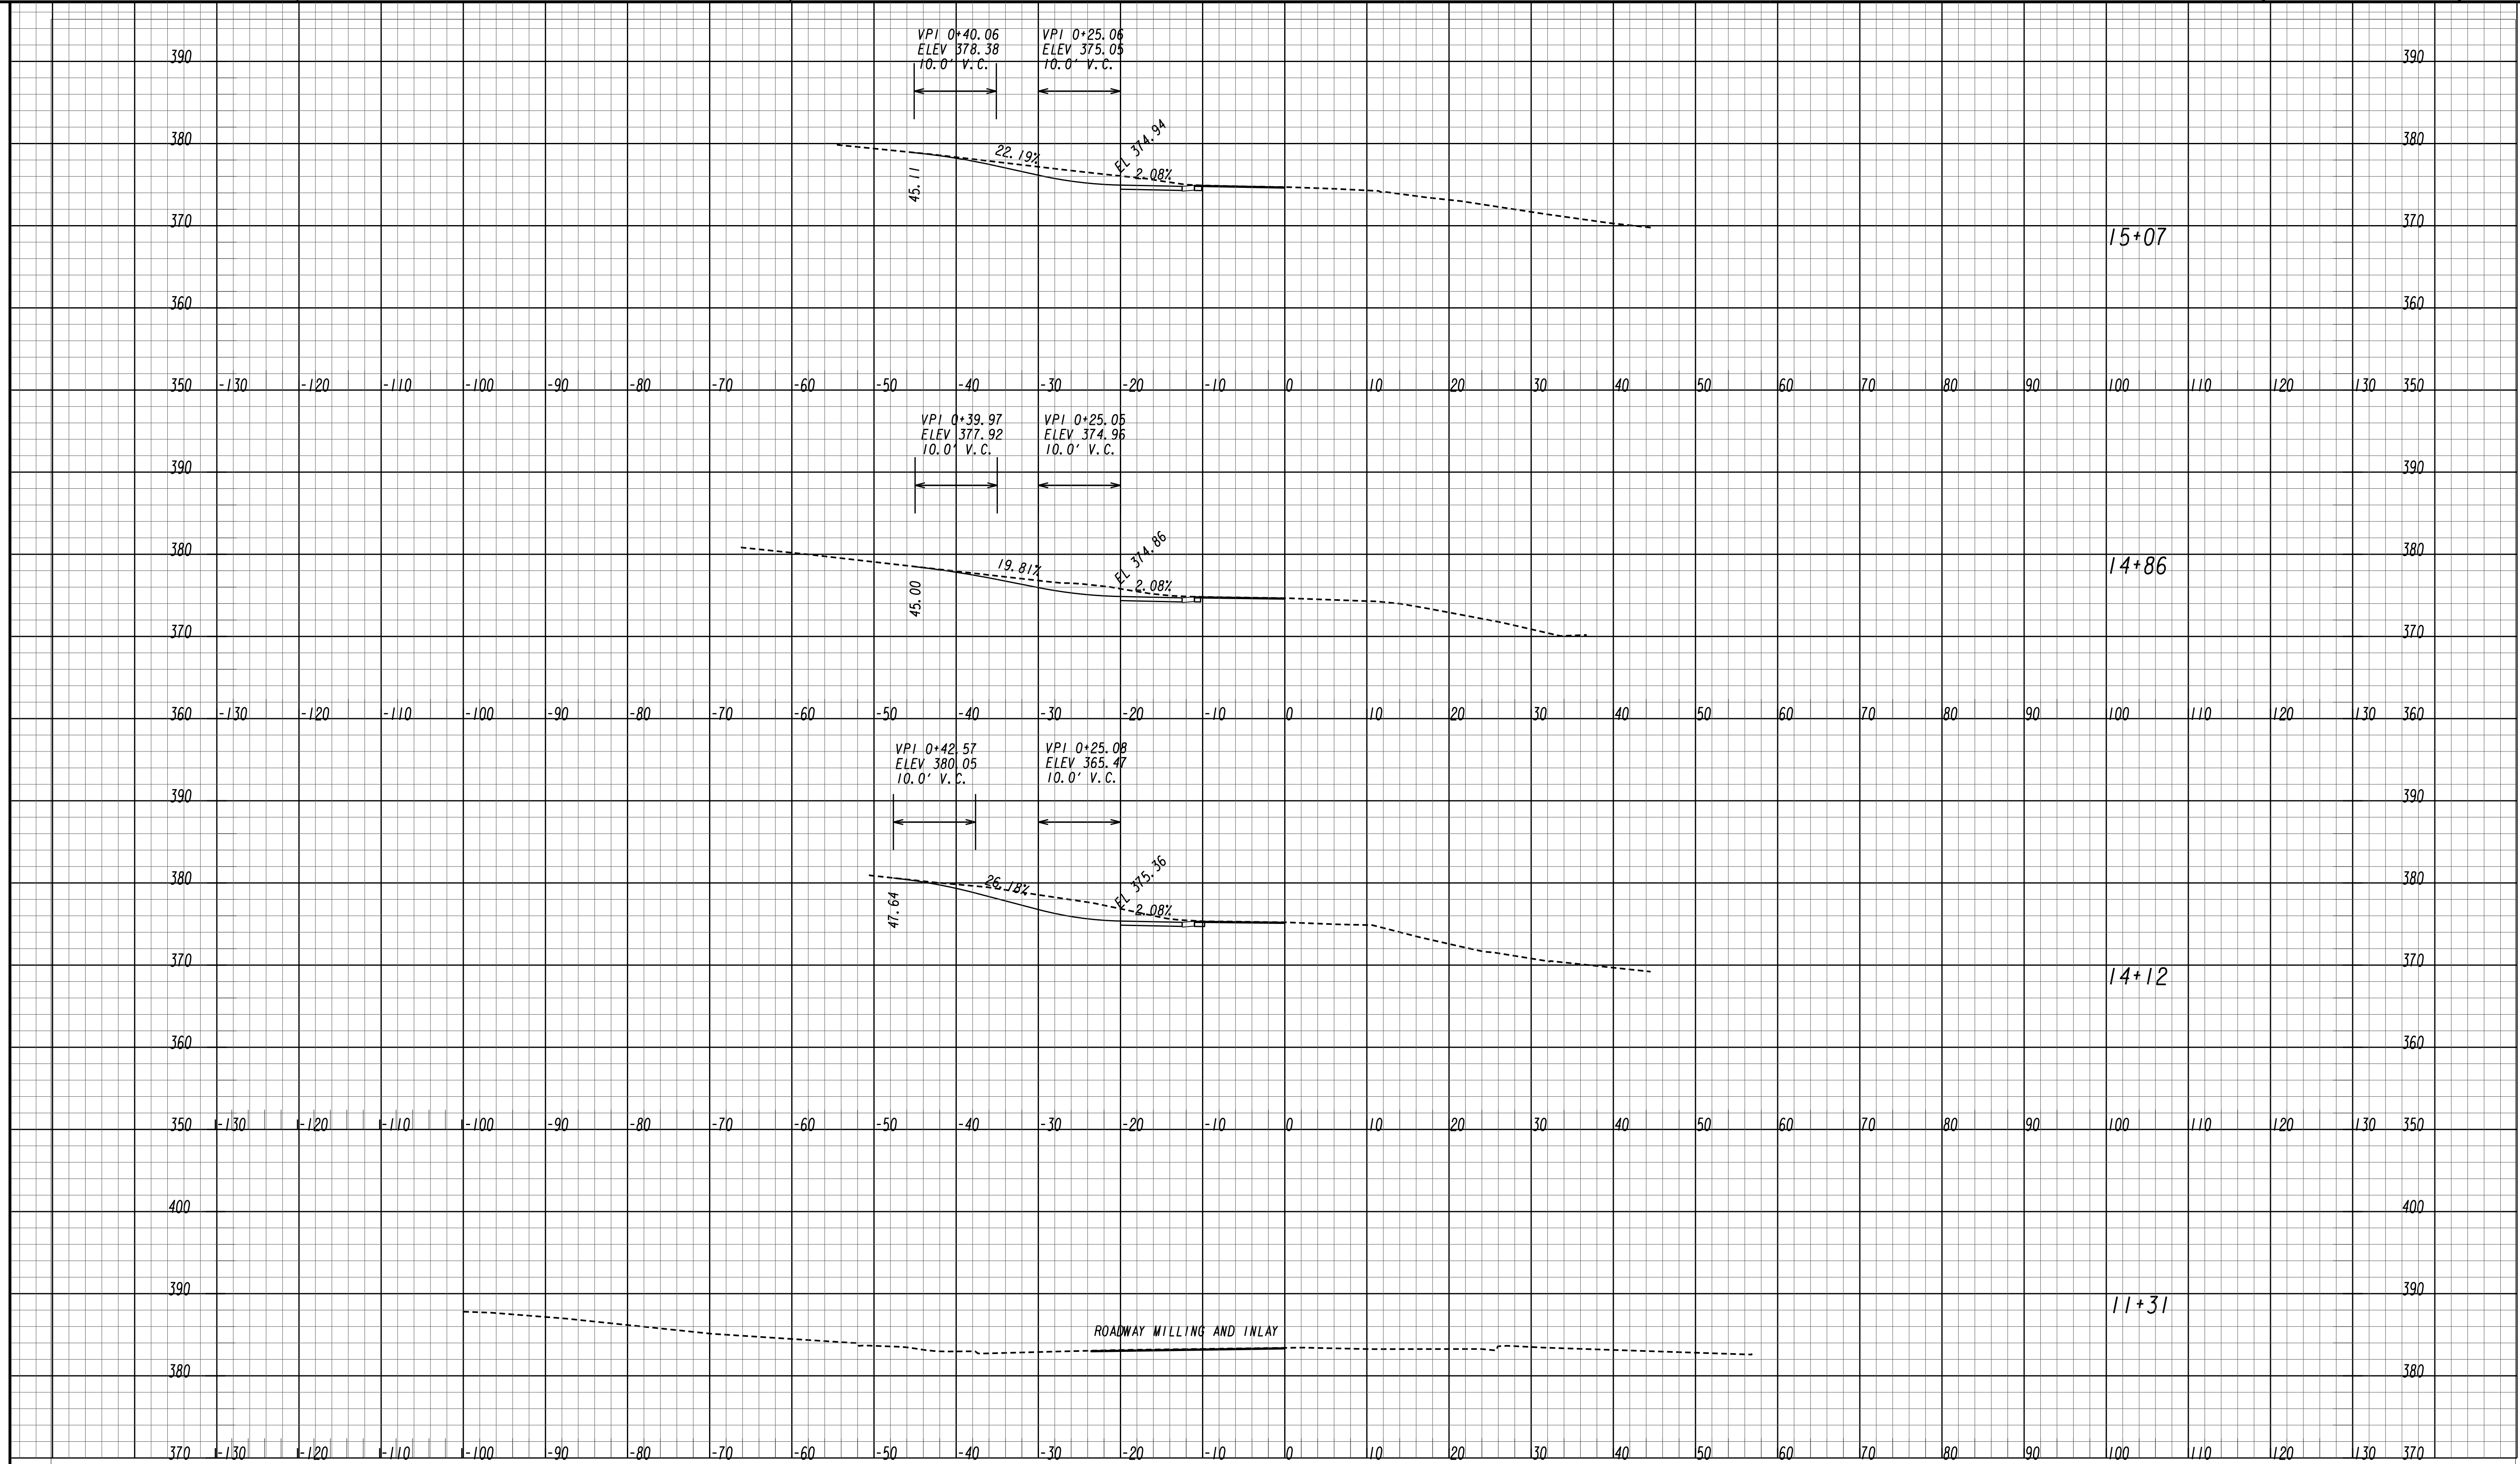 VPI 0+40.06 VPI 0+25.06
ELEV 378.38 ELEV 375.05
10.0' V.C. 10.0' V.C.
390 390
380 380
EL 374.94
22.19%
2.08%
45.11
370 370
15+07
360 360
350 -130 -120 -110 -100 -90 -80 -70 -60 -50 -40 -30 -20 -10 0 10 20 30 40 50 60 70 80 90 100 110 120 130 350
VPI 0+39.97 VPI 0+25.05
ELEV 377.92 ELEV 374.96
10.0' V.C. 10.0' V.C.
390 390
380 380
EL 374.86
14+86
19.81%
2.08%
45.00
370 370
360 -130 -120 -110 -100 -90 -80 -70 -60 -50 -40 -30 -20 -10 0 10 20 30 40 50 60 70 80 90 100 110 120 130 360
VPI 0+42.57 VPI 0+25.08
ELEV 380.05 ELEV 365.47
10.0' V.C. 10.0' V.C.
390 390
380 380
EL 375.36
26.18%
2.08%
47.64
370 370
14+12
360 360
350 -130 -120 -110 -100 -90 -80 -70 -60 -50 -40 -30 -20 -10 0 10 20 30 40 50 60 70 80 90 100 110 120 130 350
400 400
390 390
11+31
ROADWAY MILLING AND INLAY
380 380
370 -130 -120 -110 -100 -90 -80 -70 -60 -50 -40 -30 -20 -10 0 10 20 30 40 50 60 70 80 90 100 110 120 130 370